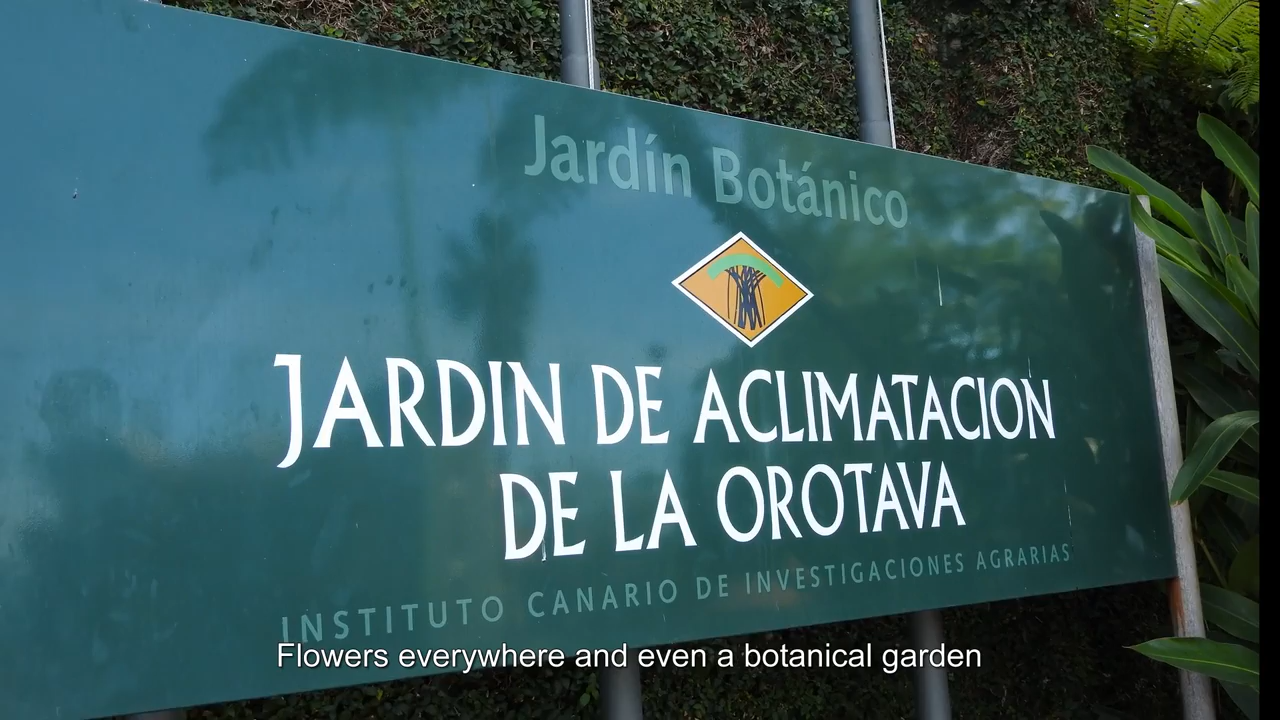 Jardín Botánico
JARDIN DE ACLIMATACION
DE LA OROTAVA
INSTITUTO CANARIO DE INVESTIGACIONES AGRARIAS
Flowers everywhere and even a botanical garden